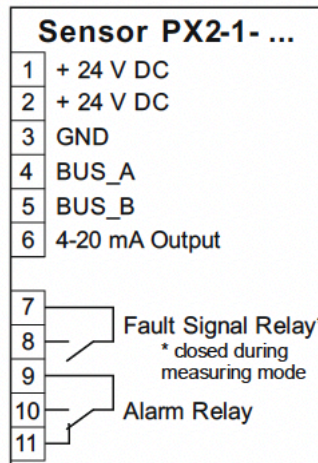 Sensor PX2-1- ...
1 + 24 V DC
2 + 24 V DC
3 GND
4 BUS_A
5 BUS_B
6 4-20 mA Output
7
Fault Signal Relay*
8
* closed during
measuring mode
9
10 Alarm Relay
11